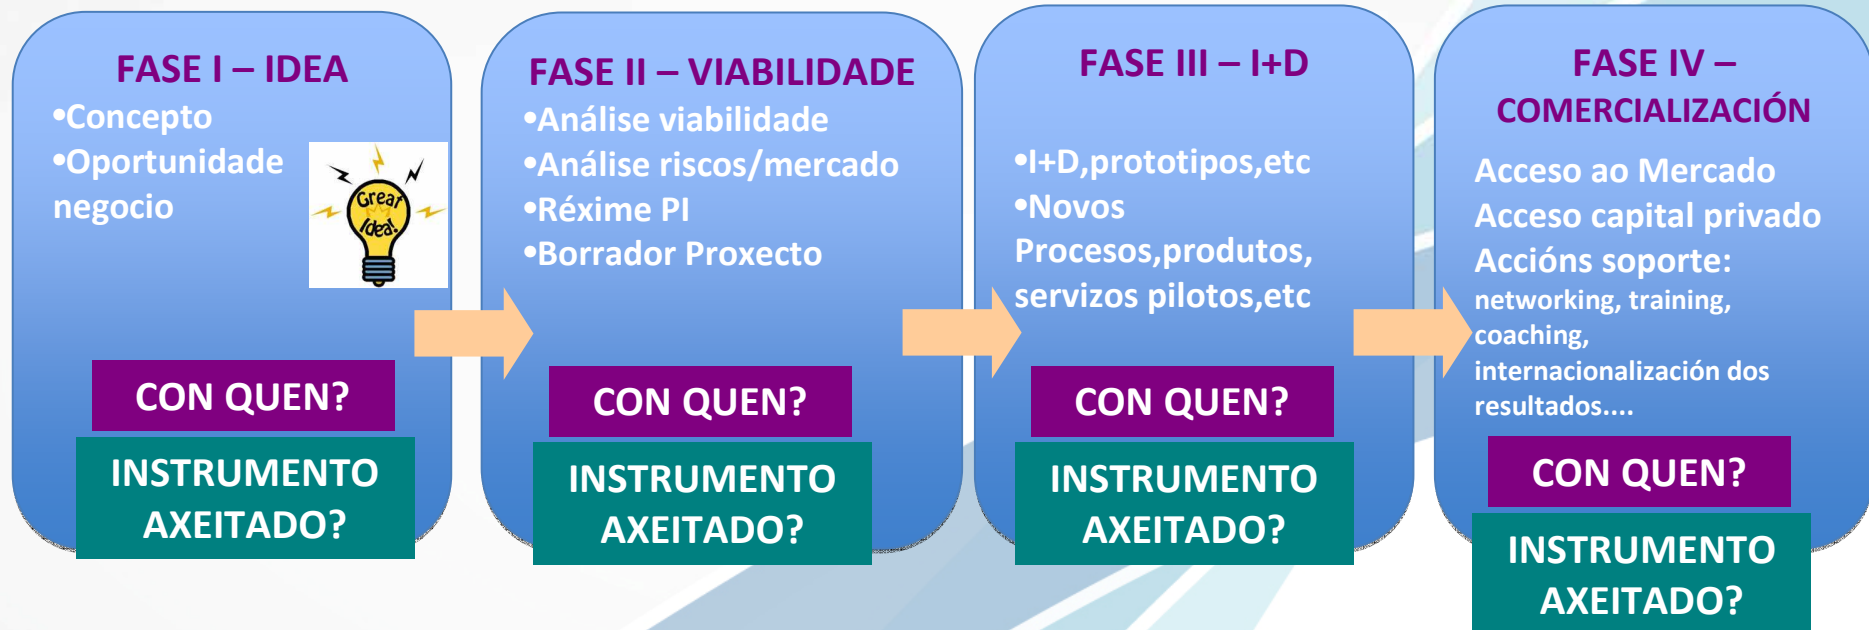 FASE I – IDEA
•Concepto
•Oportunidade
negocio
Great
Idea!
CON QUEN?
INSTRUMENTO
AXEITADO?
FASE II – VIABILIDADE
•Análise viabilidade
•Análise riscos/mercado
•Réxime PI
•Borrador Proxecto
CON QUEN?
INSTRUMENTO
AXEITADO?
FASE III – I+D
•I+D,prototipos,etc
•Novos
Procesos,produtos,
servizos pilotos,etc
CON QUEN?
INSTRUMENTO
AXEITADO?
FASE IV –
COMERCIALIZACIÓN
Acceso ao Mercado
Acceso capital privado
Accións soporte:
networking, training,
coaching,
internacionalización dos
resultados....
CON QUEN?
INSTRUMENTO
AXEITADO?